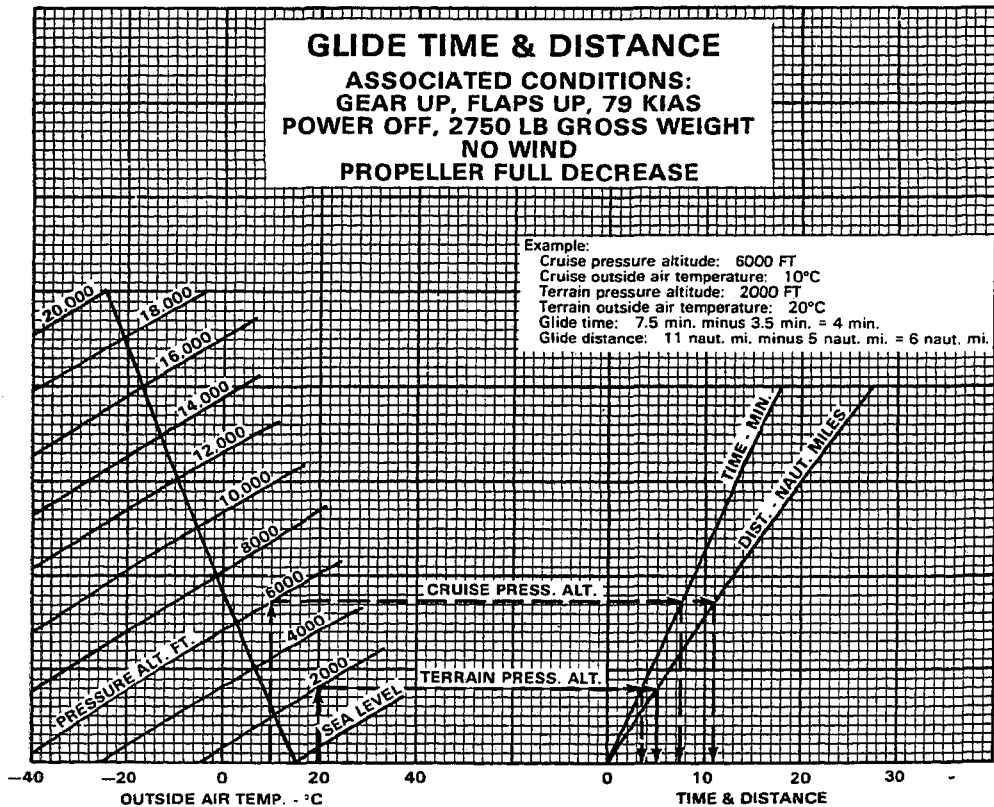 GLIDE TIME & DISTANCE
ASSOCIATED CONDITIONS:
GEAR UP, FLAPS UP, 79 KIAS
POWER OFF, 2750 LB GROSS WEIGHT
NO WIND
PROPELLER FULL DECREASE
Example:
Cruise pressure altitude: 6000 FT
Cruise outside air temperature: 10°C
Terrain pressure altitude: 2000 FT
Terrain outside air temperature: 20°C
Glide time: 7.5 min. minus 3.5 min. = 4 min.
Glide distance: 11 naut. mi. minus 5 naut. mi. = 6 naut. mi.
20,000
18,000
16,000
14,000
12,000
10,000
8000
6000
4000
2000
SEA LEVEL
PRESSURE ALT. FT.
TIME - MIN.
DIST. - NAUT. MILES
CRUISE PRESS. ALT.
TERRAIN PRESS. ALT.
-40 -20 0 20 40 0 10 20 30
OUTSIDE AIR TEMP. - °C TIME & DISTANCE